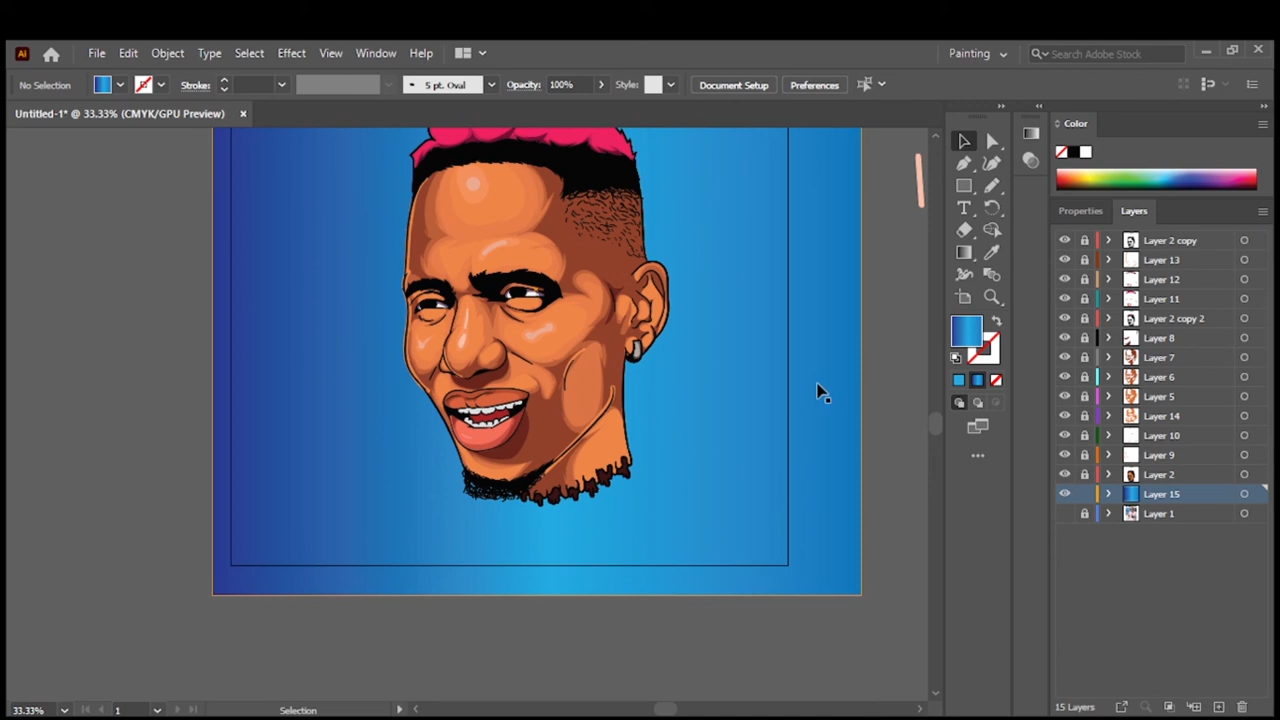 Ai File Edit Object Type Select Effect View Window Help Painting Search Adobe Stock
No Selection Stroke: 5 pt. Oval Opacity: 100% Style: Document Setup Preferences
Untitled-1* @ 33.33% (CMYK/GPU Preview)
Color
Properties Layers
Layer 2 copy
Layer 13
Layer 12
Layer 11
Layer 2 copy 2
Layer 8
Layer 7
Layer 6
Layer 5
Layer 14
Layer 10
Layer 9
Layer 2
Layer 15
Layer 1
33.33% 1 Selection 15 Layers